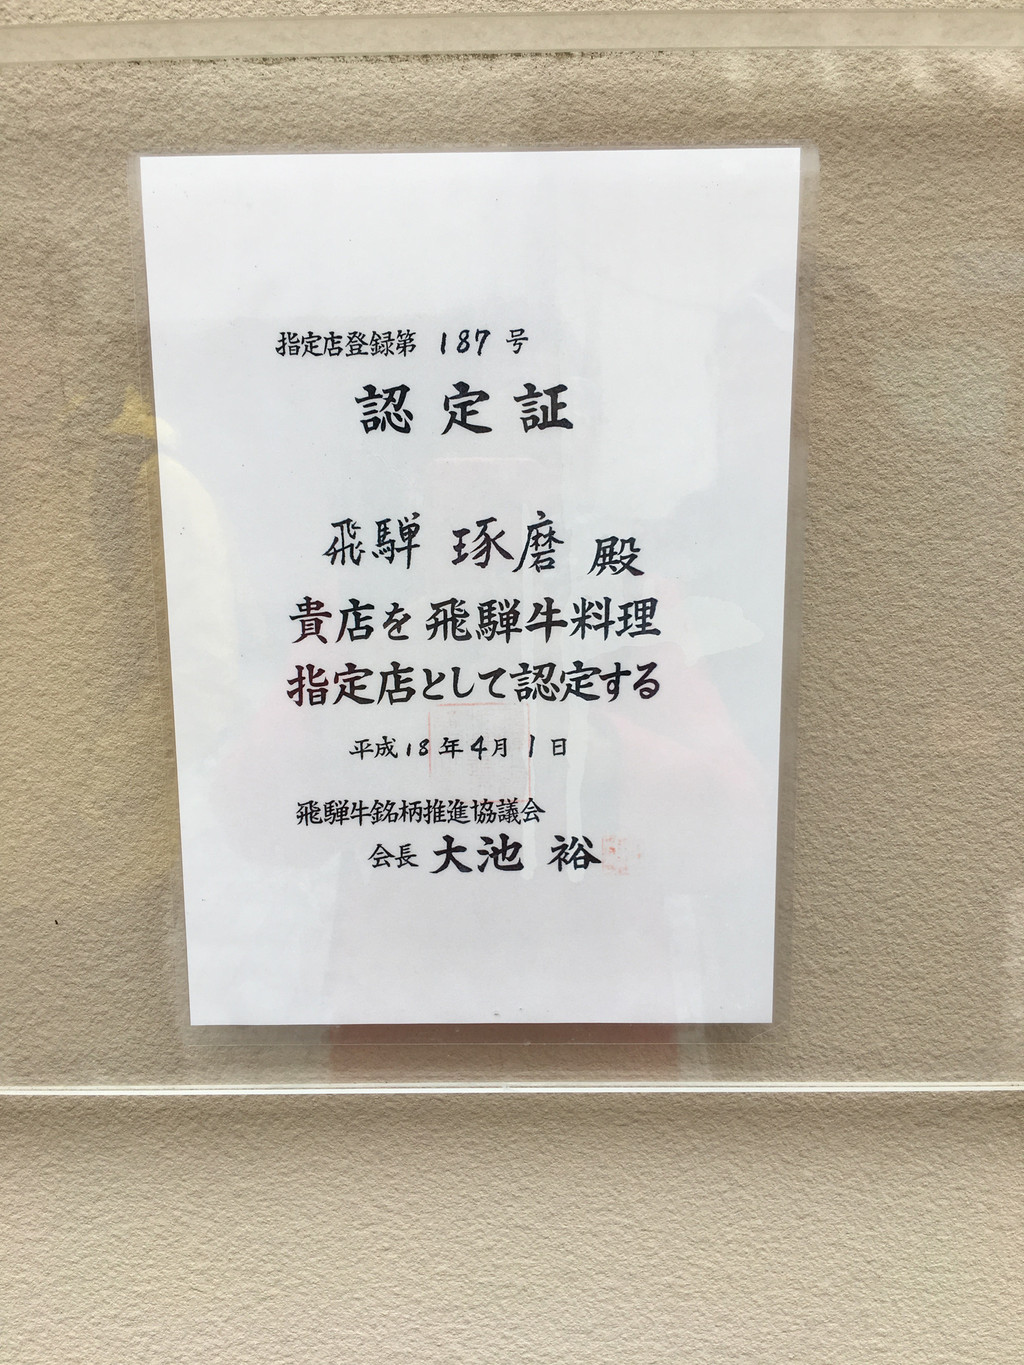 指定店登録第 187 号
認定証
飛騨 琢磨 殿
貴店を飛騨牛料理
指定店として認定する
平成18年4月1日
飛騨牛銘柄推進協議会
会長 大池 裕